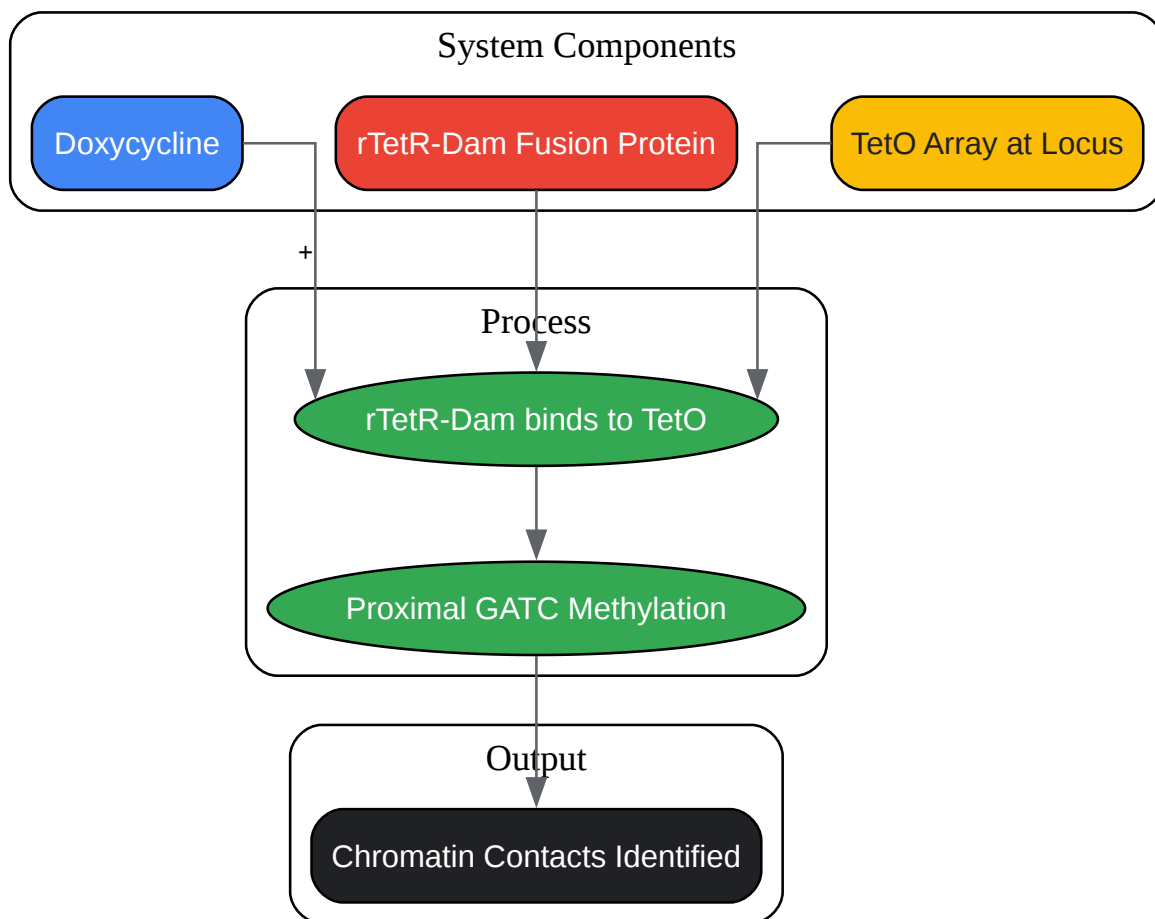 System Components
Doxycycline
rTetR-Dam Fusion Protein
TetO Array at Locus
+
Process
rTetR-Dam binds to TetO
Proximal GATC Methylation
Output
Chromatin Contacts Identified